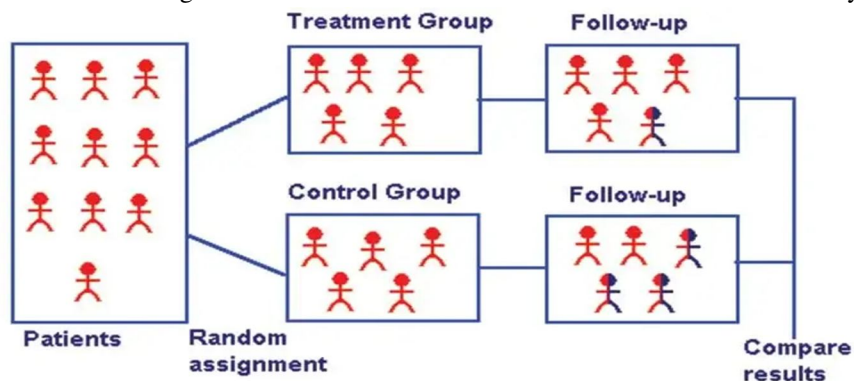 Treatment Group
Follow-up
Control Group
Follow-up
Patients
Random
assignment
Compare
results